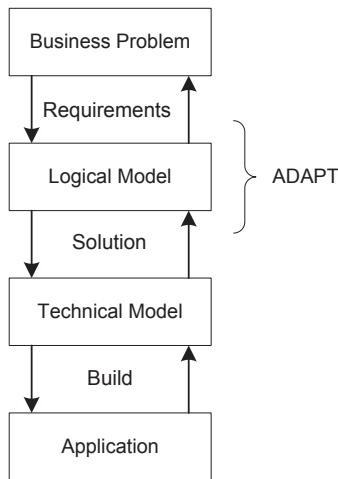 Business Problem
Requirements
Logical Model
ADAPT
Solution
Technical Model
Build
Application